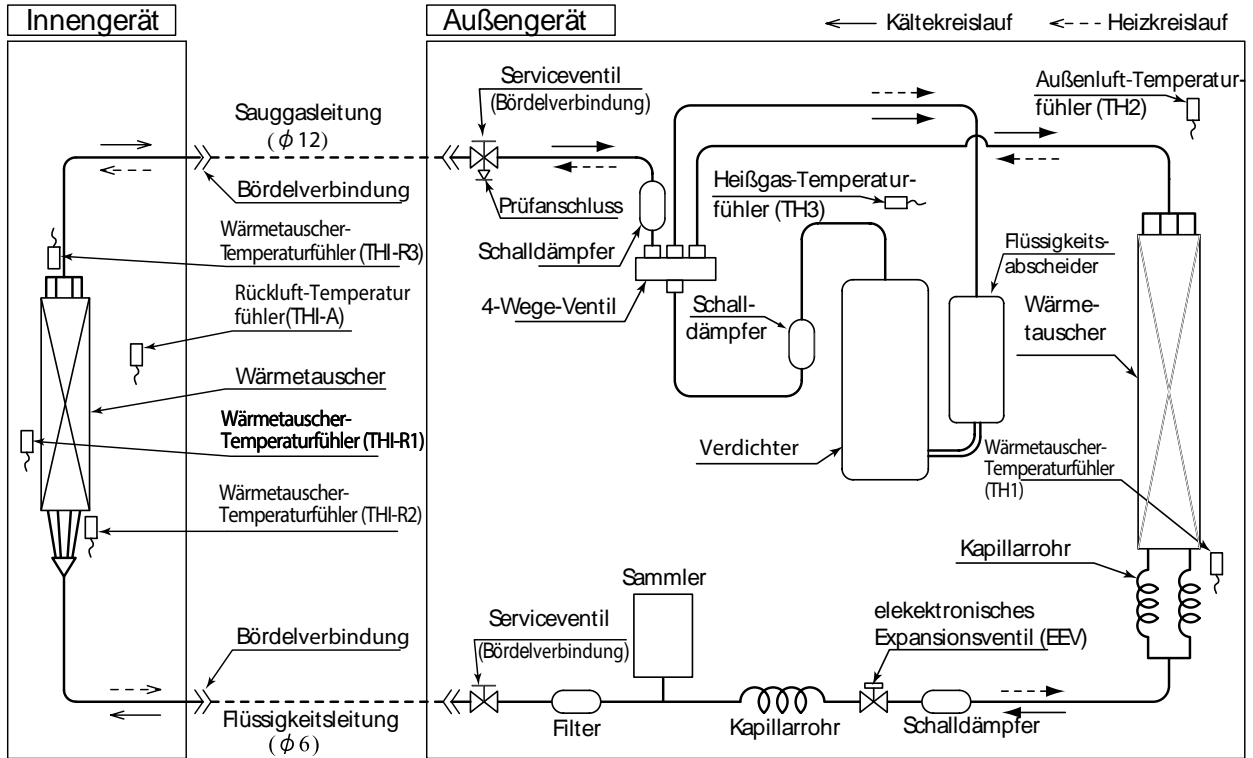 Innengerät
Außengerät
Kältekreislauf
Heizkreislauf
Sauggasleitung
(ϕ12)
Bördelverbindung
Wärmetauscher-
Temperaturfühler (THI-R3)
Rückluft-Temperatur
fühler(THI-A)
Wärmetauscher
Wärmetauscher-
Temperaturfühler (THI-R1)
Wärmetauscher-
Temperaturfühler (THI-R2)
Bördelverbindung
Flüssigkeitsleitung
(ϕ6)
Serviceventil
(Bördelverbindung)
Prüfanschluss
Schalldämpfer
4-Wege-Ventil
Heißgas-Temperatur-
fühler (TH3)
Schall-
dämpfer
Verdichter
Außenluft-Temperatur-
fühler (TH2)
Flüssigkeits-
abscheider
Wärme-
tauscher
Wärmetauscher-
Temperaturfühler
(TH1)
Kapillarrohr
Serviceventil
(Bördelverbindung)
Sammler
Filter
Kapillarrohr
elekektronisches
Expansionsventil (EEV)
Schalldämpfer